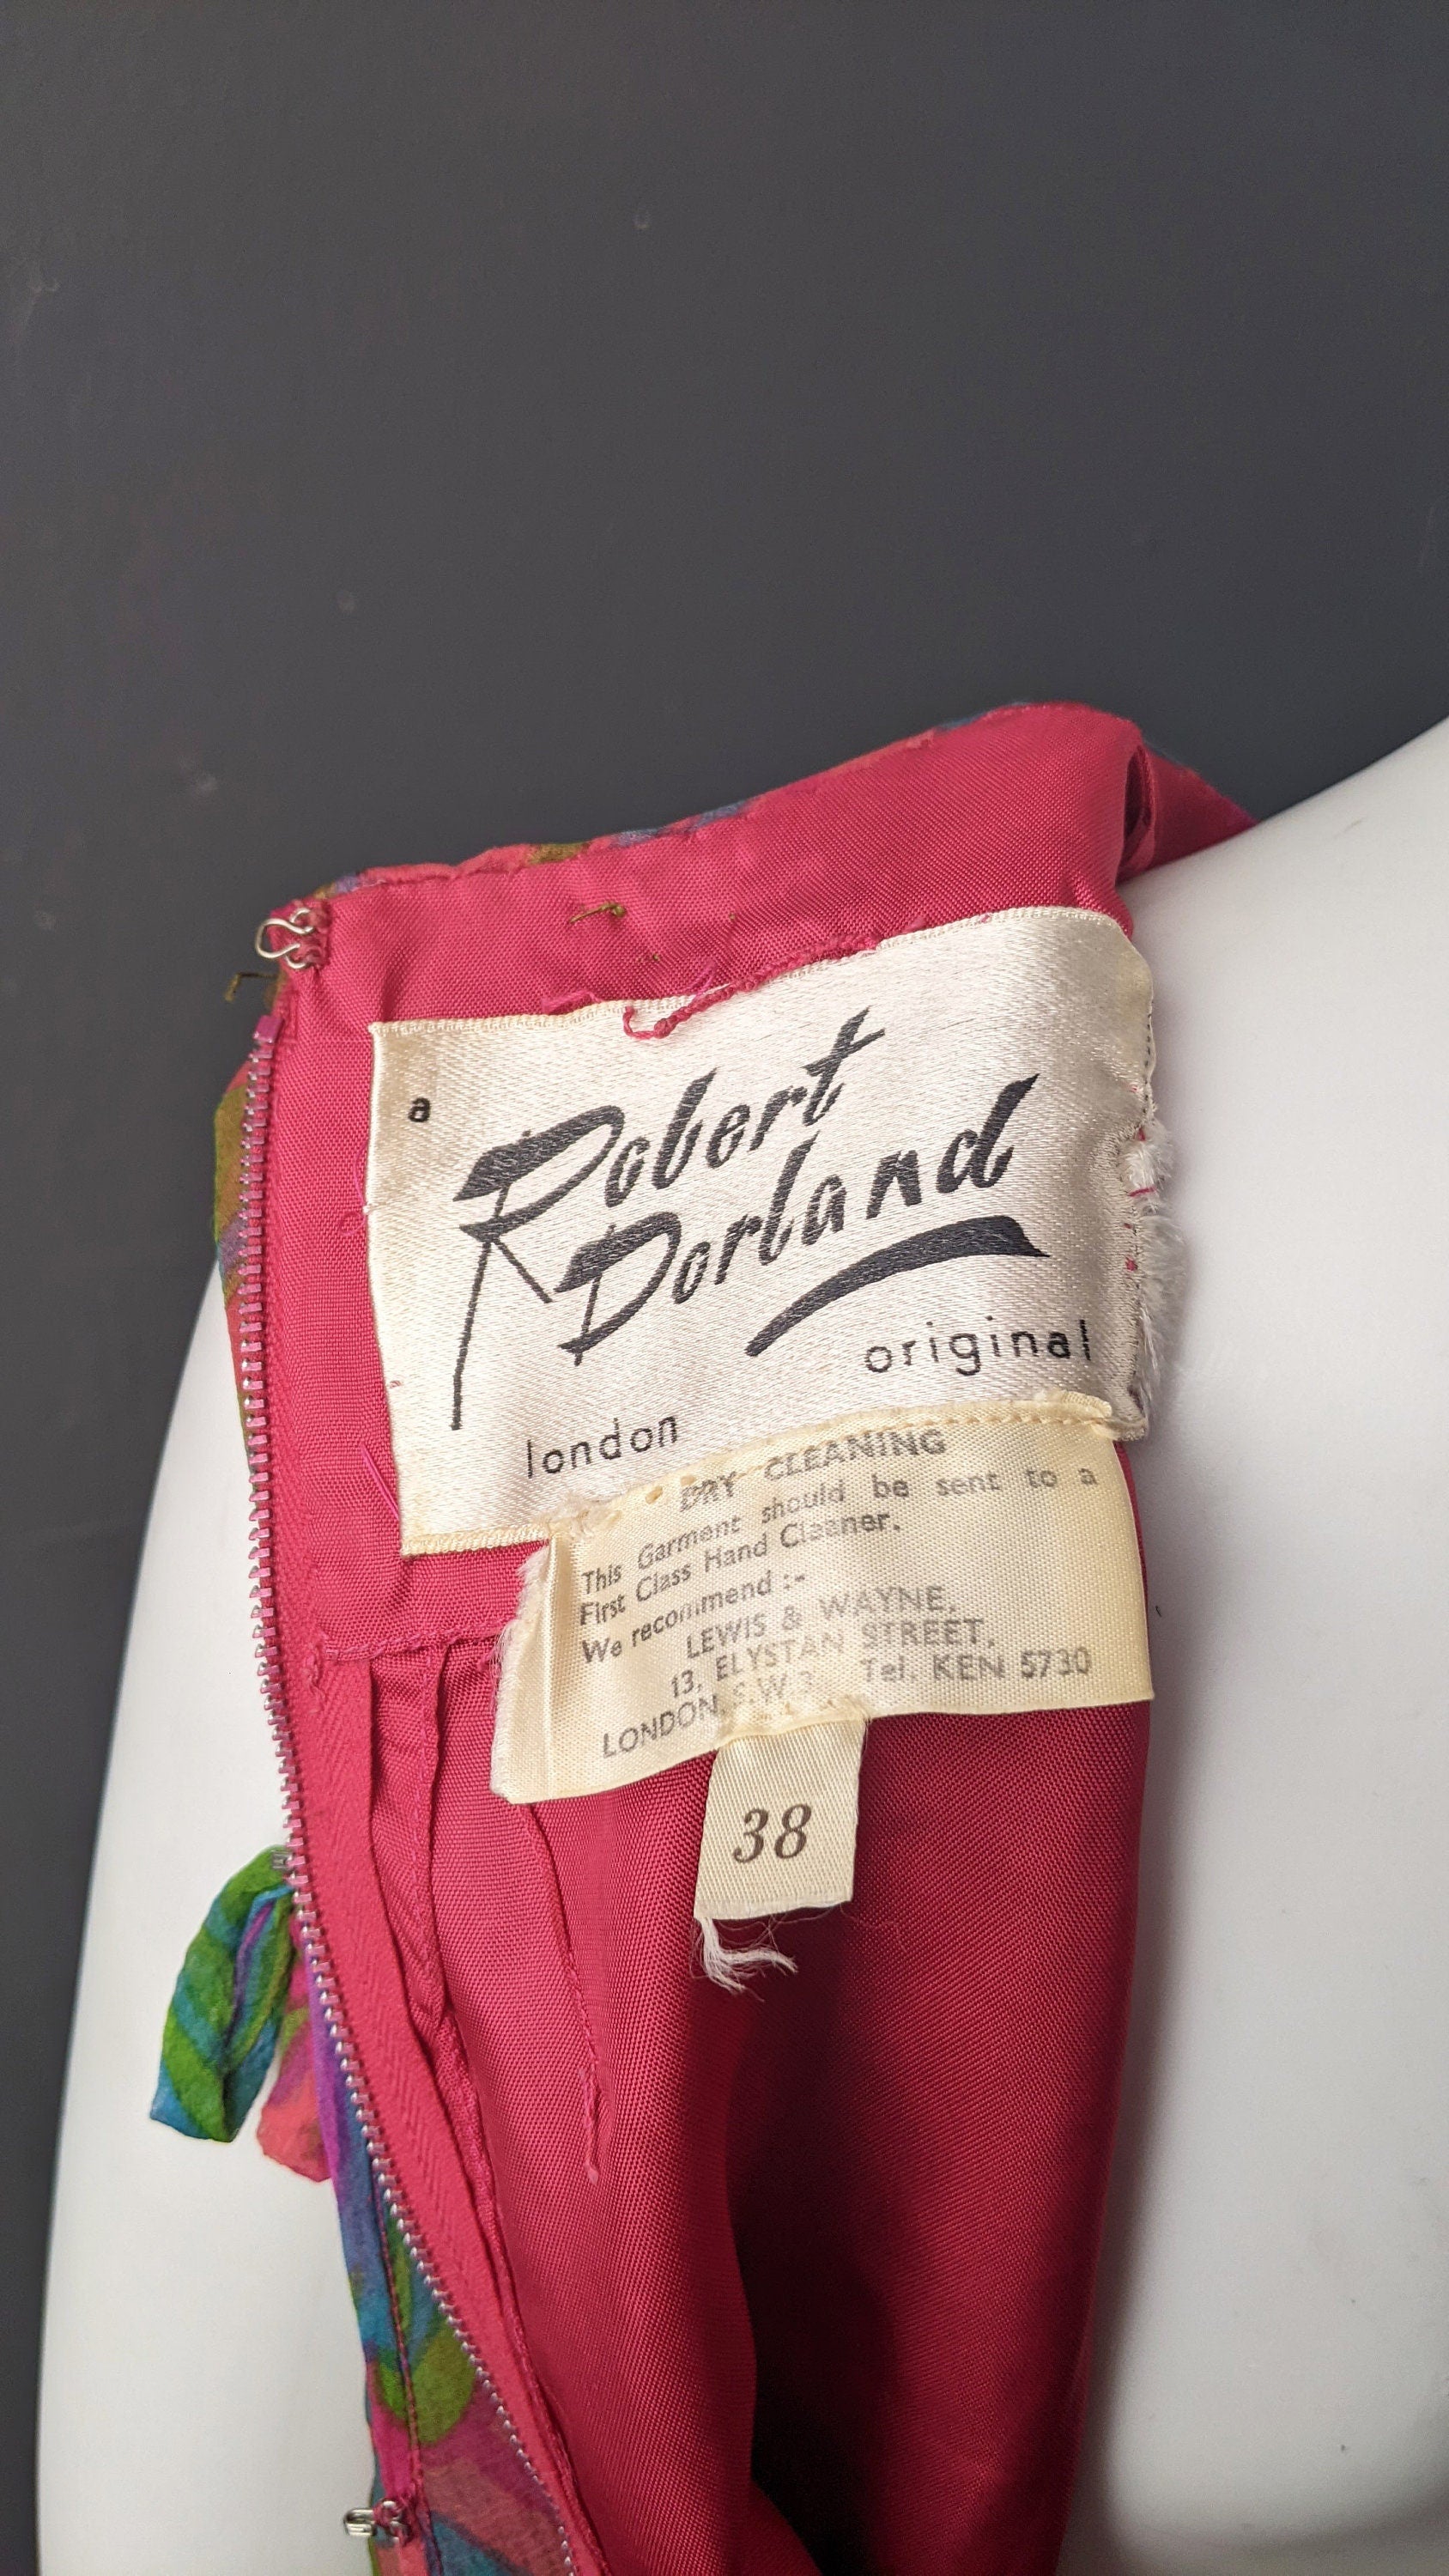 a
Robert
Dorland
original
london
DRY CLEANING
This Garment should be sent to a
First Class Hand Cleaner.
We recommend :-
LEWIS & WAYNE,
13, ELYSTAN STREET,
LONDON, S.W.3. Tel. KEN 5730
38